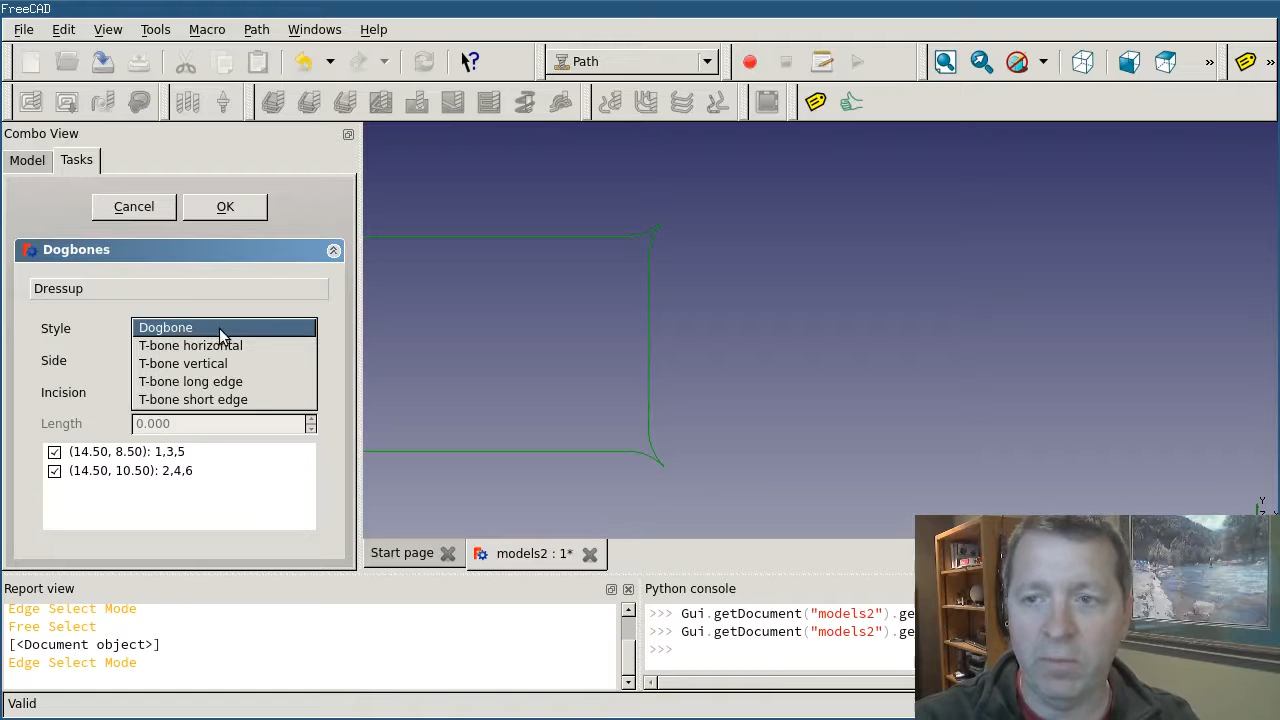 FreeCAD
File Edit View Tools Macro Path Windows Help
Path
»
»
Combo View
Model Tasks
Cancel OK
Dogbones
Dressup
Style
Dogbone
T-bone horizontal
Side
T-bone vertical
T-bone long edge
Incision
T-bone short edge
Length 0.000
(14.50, 8.50): 1,3,5
(14.50, 10.50): 2,4,6
Y
Start page models2 : 1*
Report view
Edge Select Mode
Free Select
[<Document object>]
Edge Select Mode
Python console
>>> Gui.getDocument("models2").ge
>>> Gui.getDocument("models2").ge
>>>
Valid